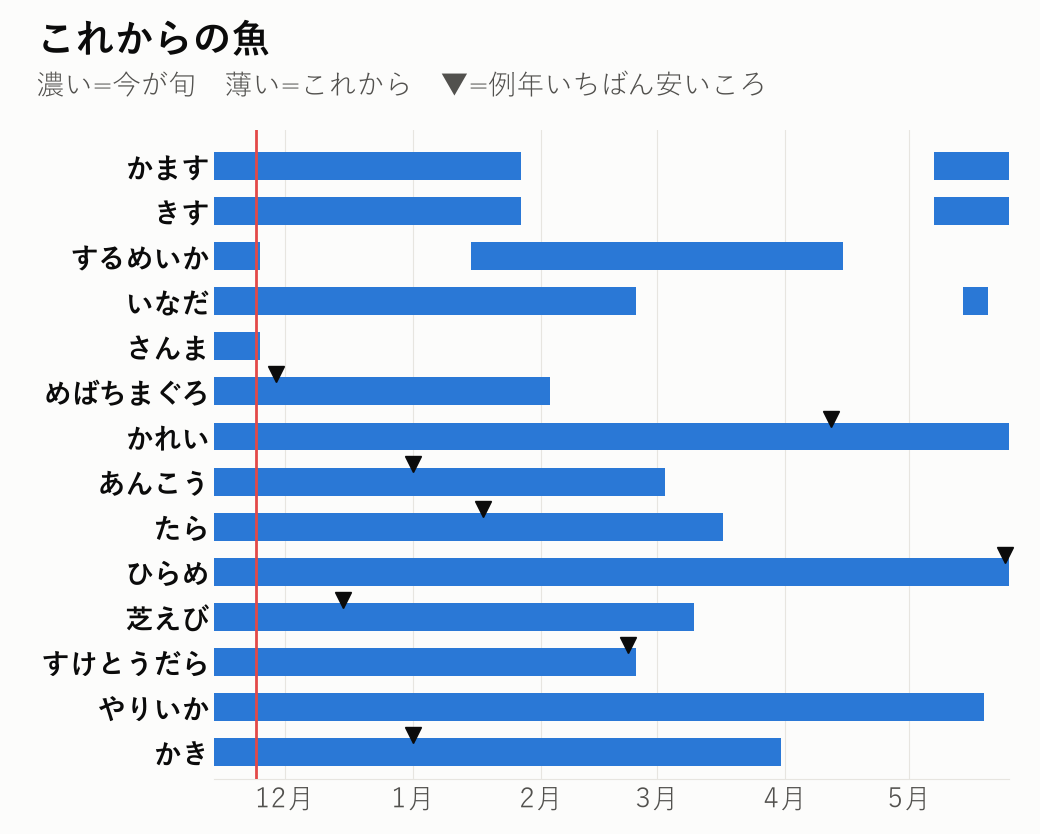 これからの魚
濃い=今が旬　薄い=これから　▼=例年いちばん安いころ
かます
きす
するめいか
いなだ
さんま
めばちまぐろ
かれい
あんこう
たら
ひらめ
芝えび
すけとうだら
やりいか
かき
12月 1月 2月 3月 4月 5月